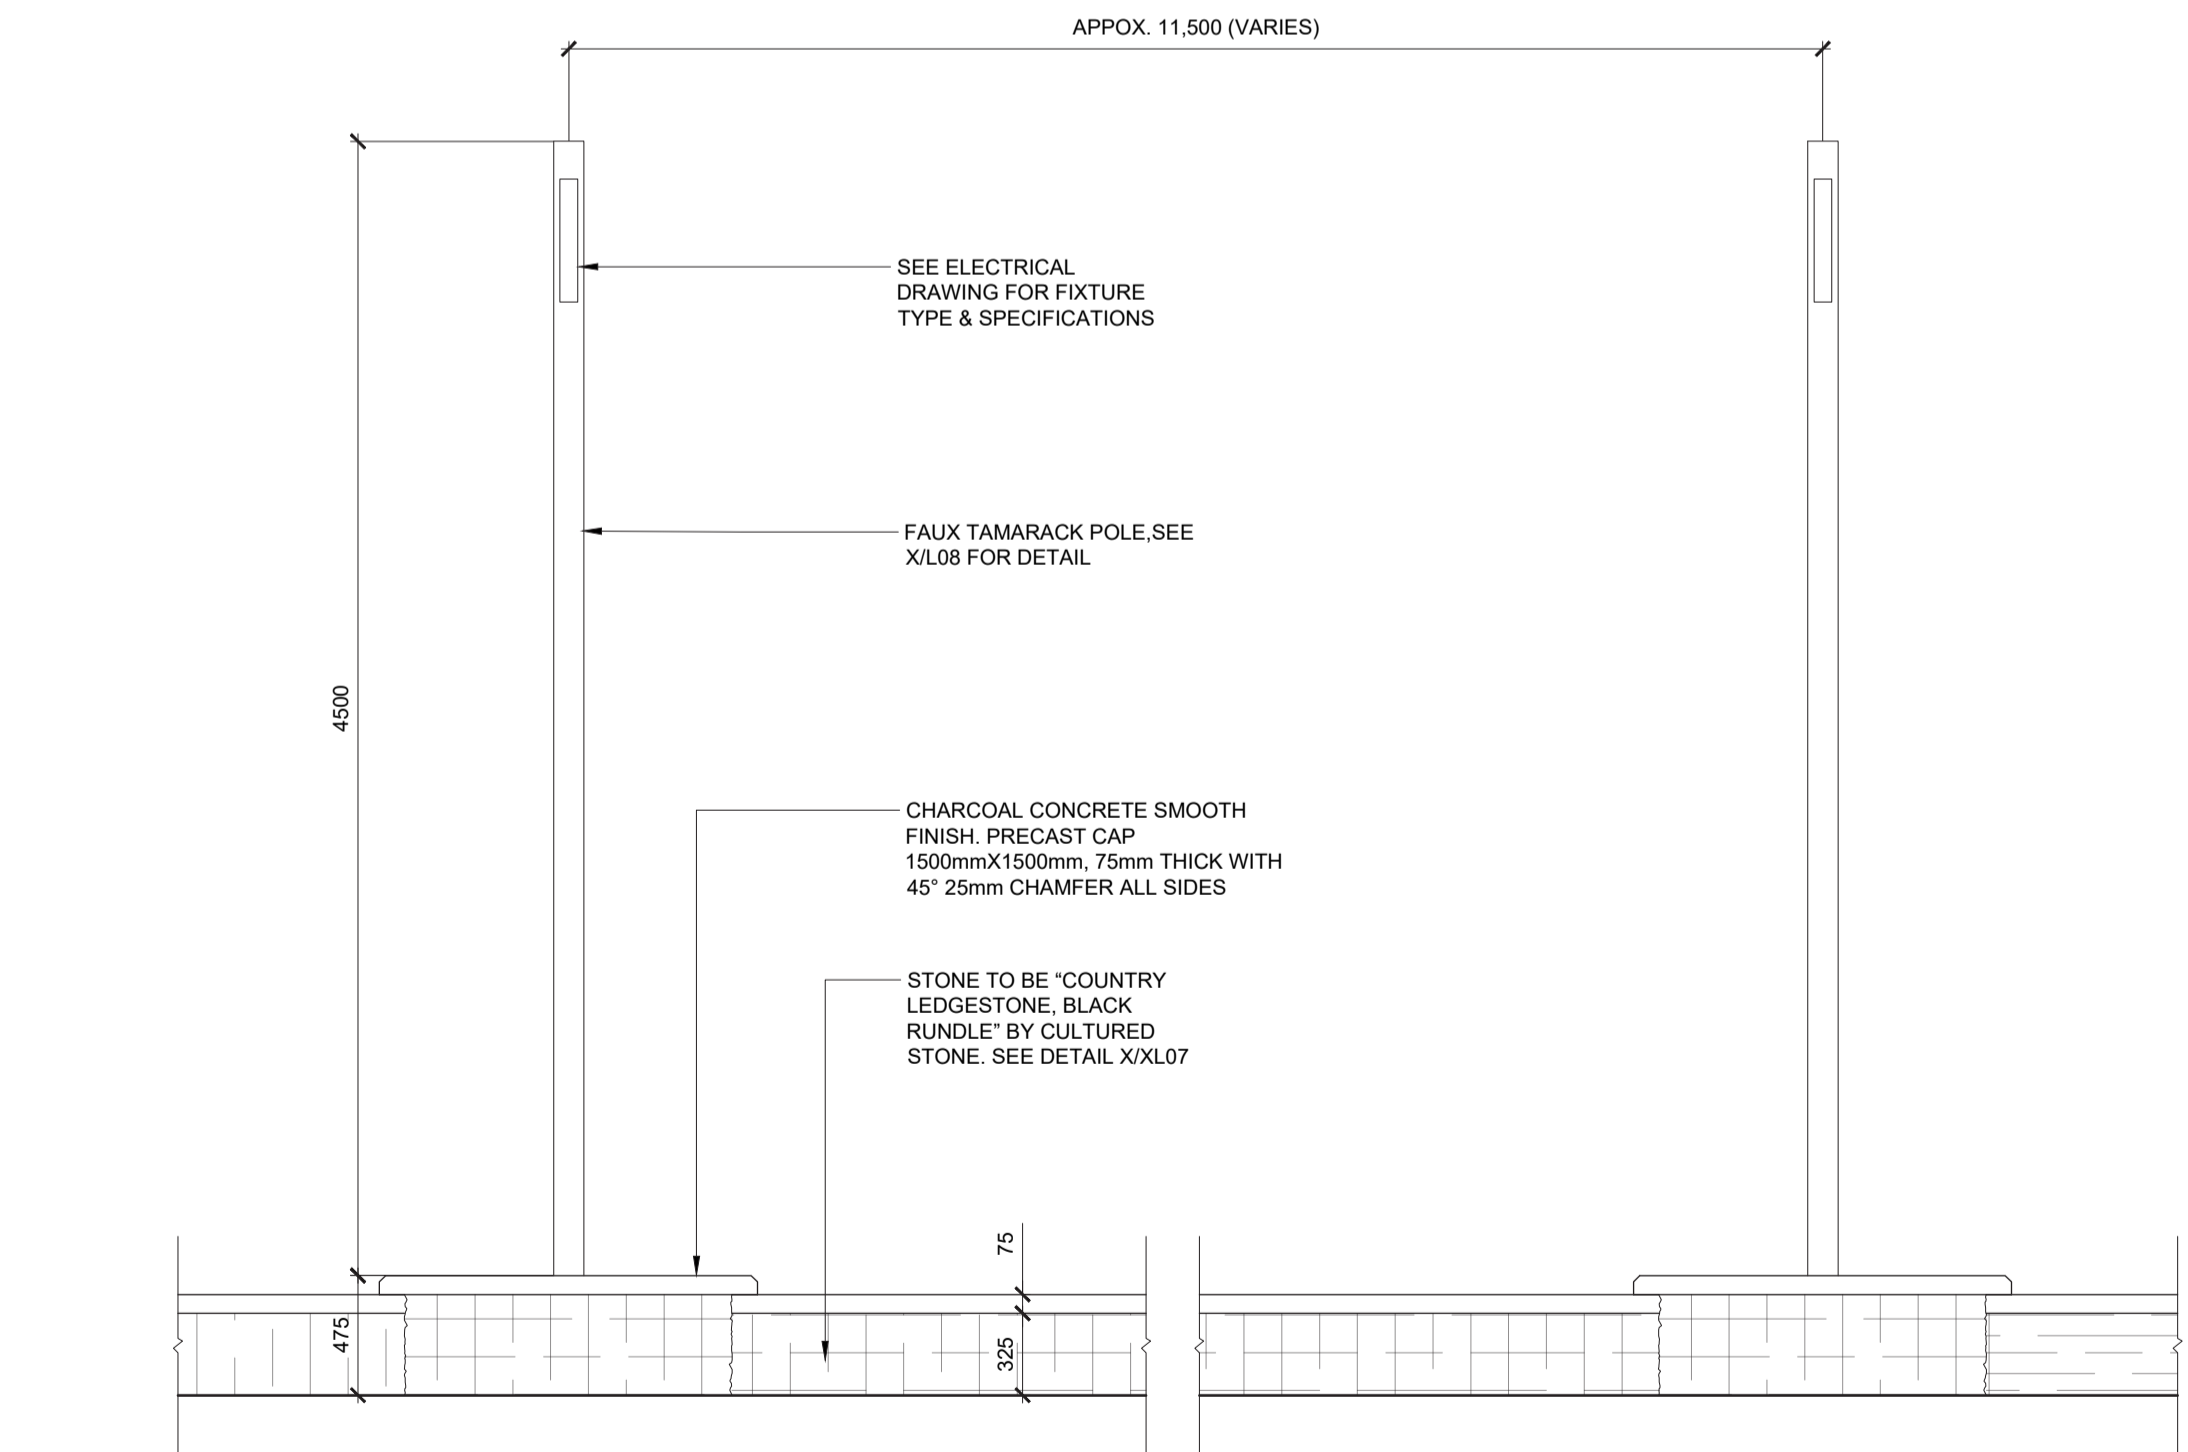 APPOX. 11,500 (VARIES)
SEE ELECTRICAL
DRAWING FOR FIXTURE
TYPE & SPECIFICATIONS
FAUX TAMARACK POLE,SEE
X/L08 FOR DETAIL
4500
CHARCOAL CONCRETE SMOOTH
FINISH. PRECAST CAP
1500mmX1500mm, 75mm THICK WITH
45° 25mm CHAMFER ALL SIDES
STONE TO BE “COUNTRY
LEDGESTONE, BLACK
RUNDLE” BY CULTURED
STONE. SEE DETAIL X/XL07
75
475
325